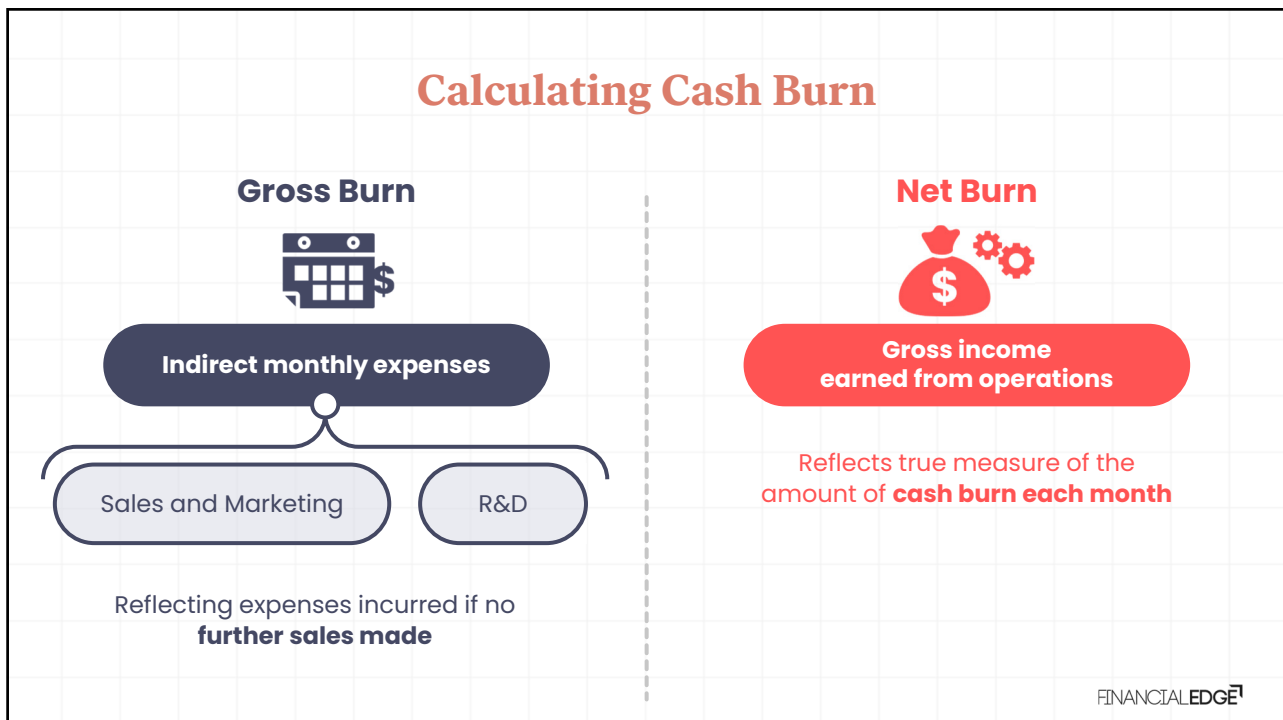 Calculating Cash Burn
Gross Burn
$
Indirect monthly expenses
Sales and Marketing
R&D
Reflecting expenses incurred if no
further sales made
Net Burn
$
Gross income
earned from operations
Reflects true measure of the
amount of cash burn each month
FINANCIALEDGE